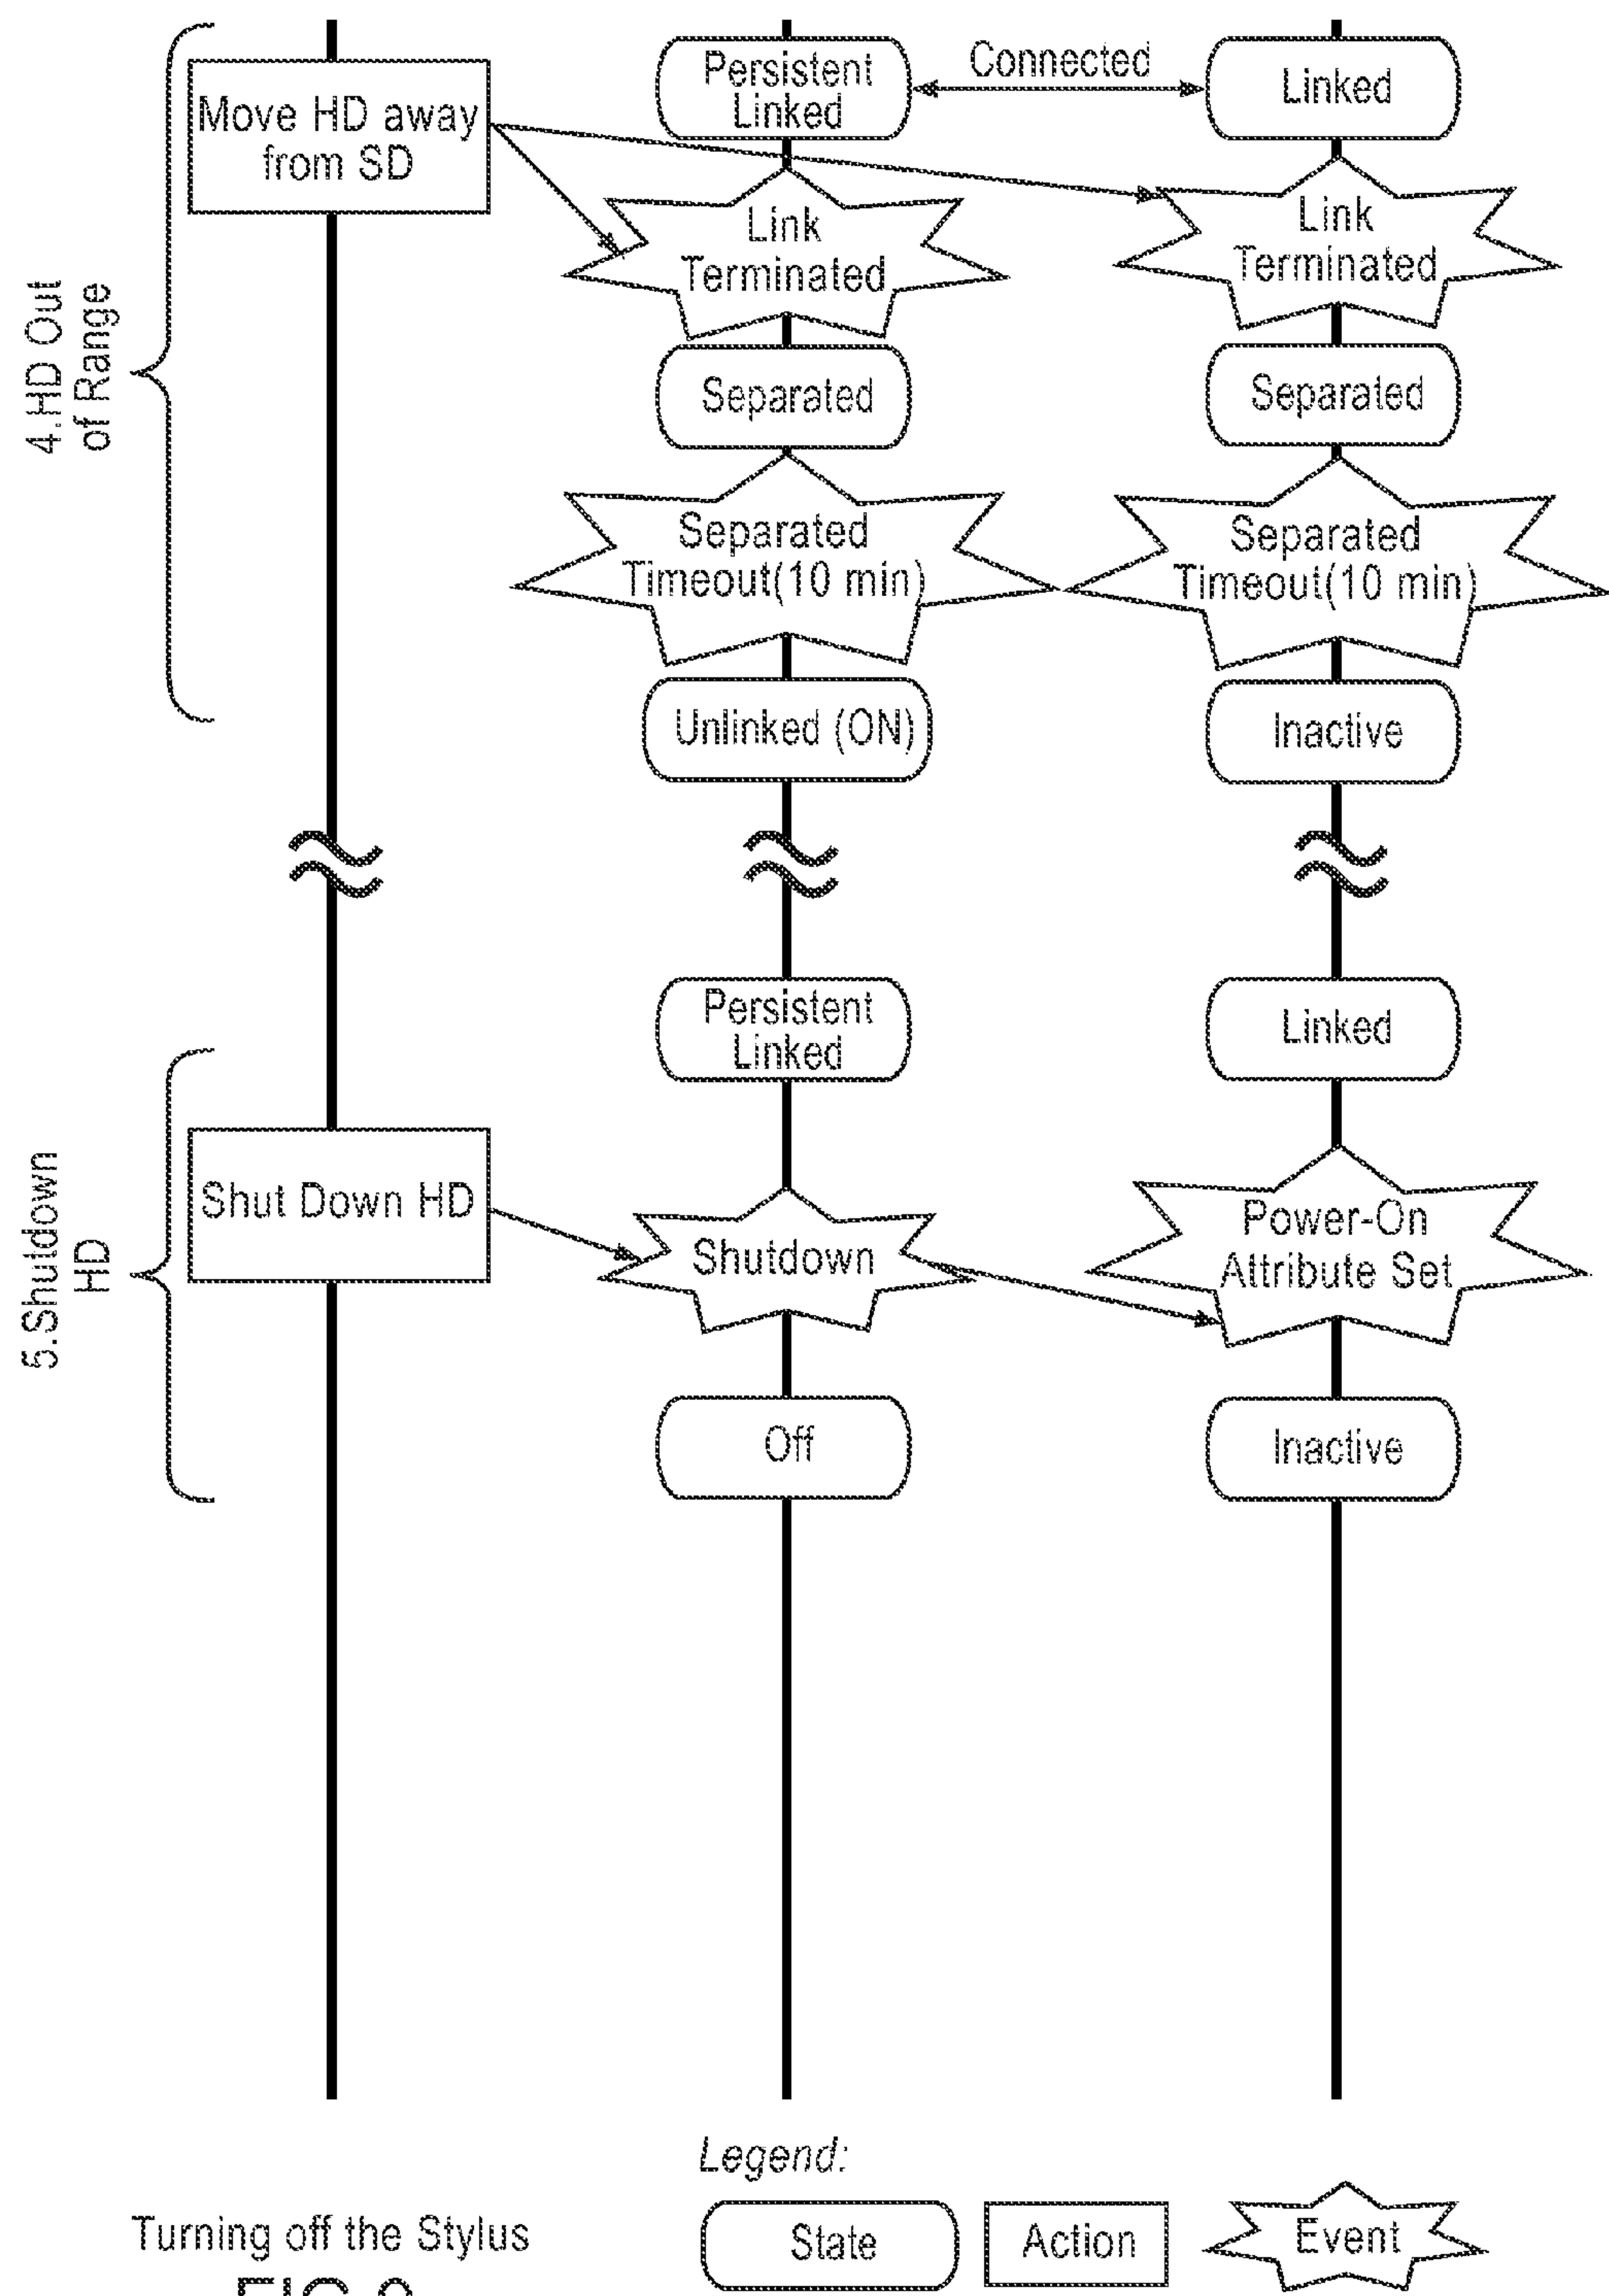 4.HD Out
of Range
Move HD away
from SD
Persistent
Linked
Connected
Linked
Link
Terminated
Link
Terminated
Separated
Separated
Separated
Timeout(10 min)
Separated
Timeout(10 min)
Unlinked (ON)
Inactive
5.Shutdown
HD
Persistent
Linked
Linked
Shut Down HD
Shutdown
Power-On
Attribute Set
Off
Inactive
Legend:
State
Action
Event
Turning off the Stylus